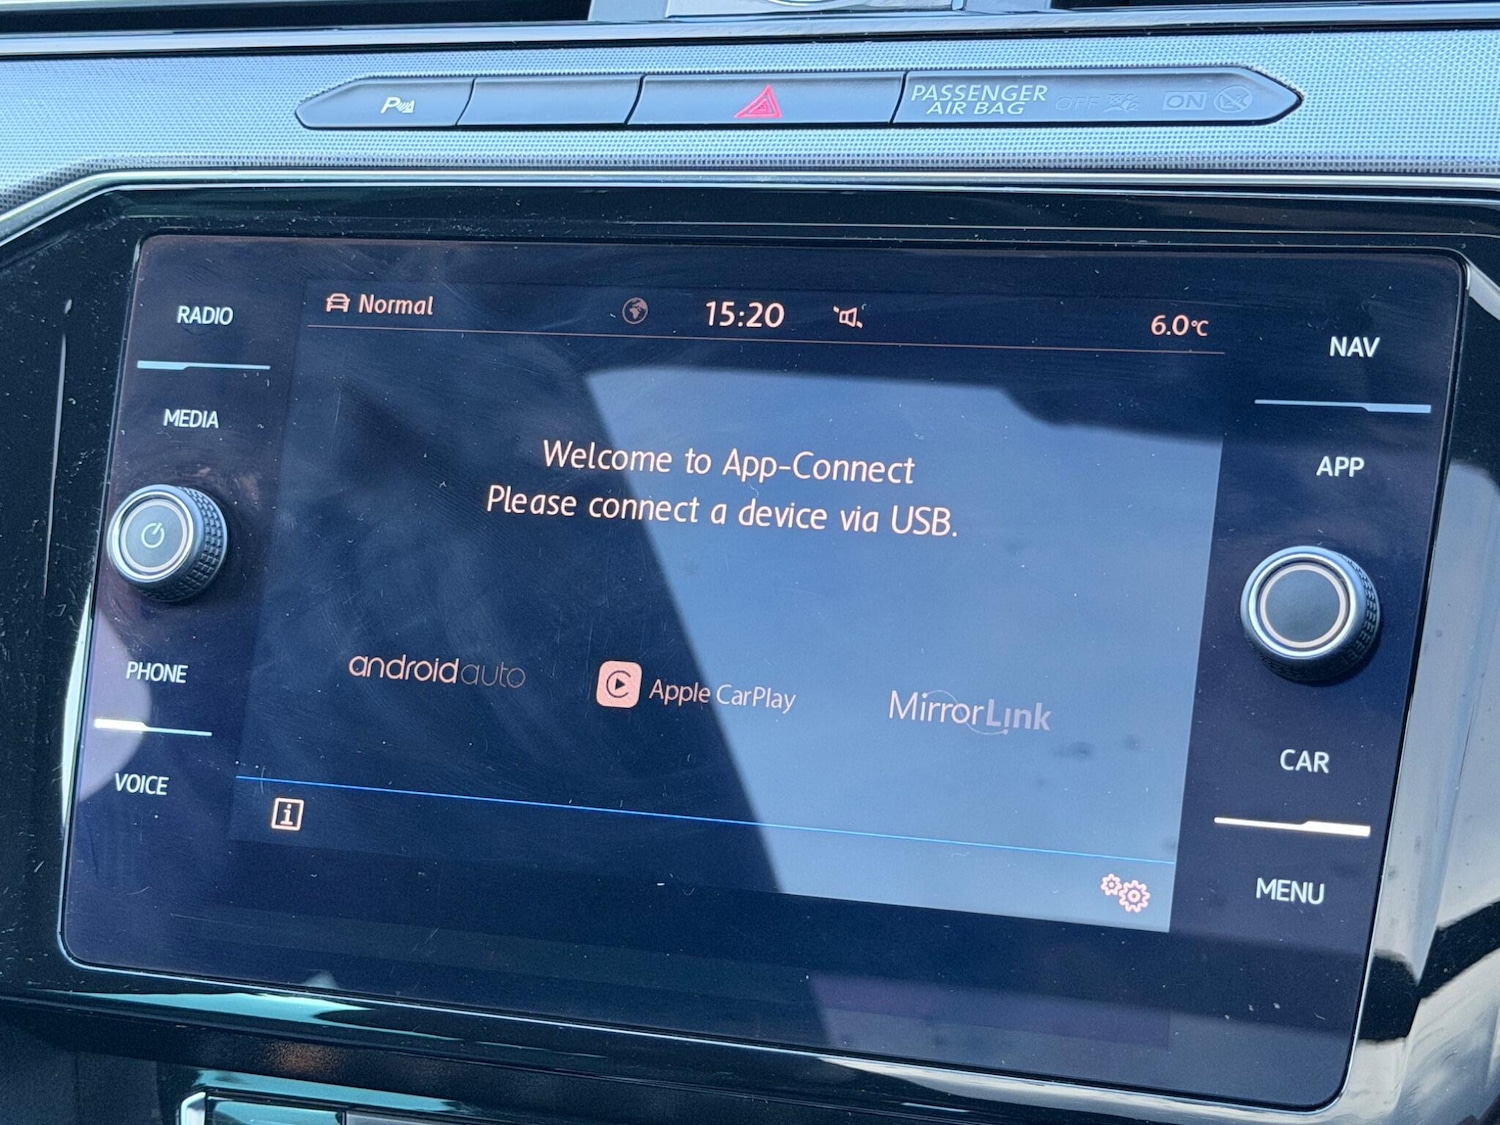 PASSENGER
AIR BAG
OFF
ON
RADIO
MEDIA
PHONE
VOICE
Normal
15:20
6.0°C
Welcome to App-Connect
Please connect a device via USB.
androidauto
Apple CarPlay
MirrorLink
NAV
APP
CAR
MENU